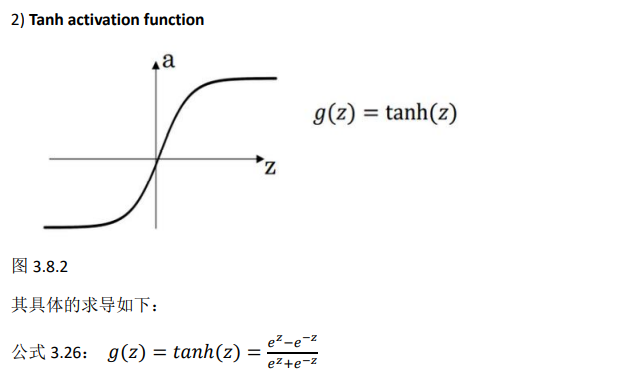 2) Tanh activation function
a
g(z) = tanh(z)
z
图 3.8.2
其具体的求导如下：
公式 3.26： g(z) = tanh(z) = \frac{e^z−e^{−z}}{e^z+e^{−z}}